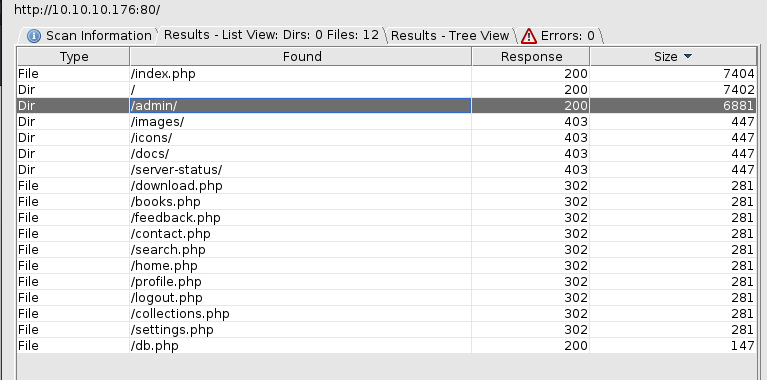 http://10.10.10.176:80/
Scan Information Results - List View: Dirs: 0 Files: 12 Results - Tree View Errors: 0
Type Found Response Size
File /index.php 200 7404
Dir / 200 7402
Dir /admin/ 200 6881
Dir /images/ 403 447
Dir /icons/ 403 447
Dir /docs/ 403 447
Dir /server-status/ 403 447
File /download.php 302 281
File /books.php 302 281
File /feedback.php 302 281
File /contact.php 302 281
File /search.php 302 281
File /home.php 302 281
File /profile.php 302 281
File /logout.php 302 281
File /collections.php 302 281
File /settings.php 302 281
File /db.php 200 147